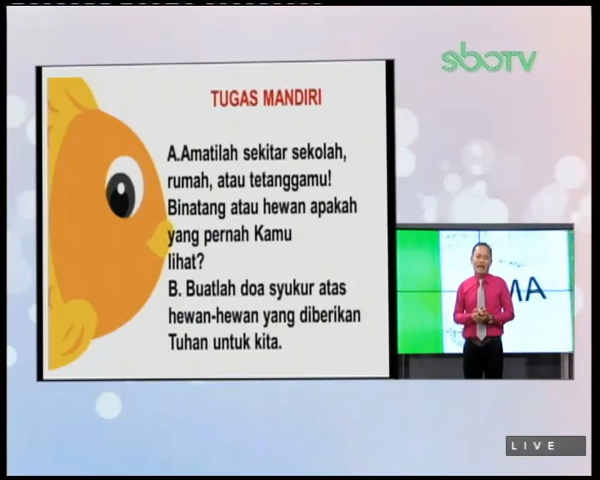 sbOTV
TUGAS MANDIRI
A.Amatilah sekitar sekolah,
rumah, atau tetanggamu!
Binatang atau hewan apakah
yang pernah Kamu
lihat?
B. Buatlah doa syukur atas
hewan-hewan yang diberikan
Tuhan untuk kita.
MA
LIVE